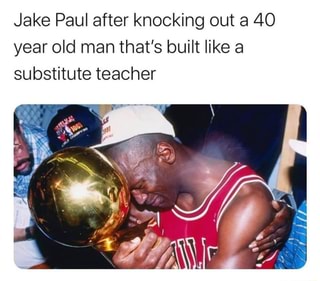 Jake Paul after knocking out a 40
year old man that's built like a
substitute teacher